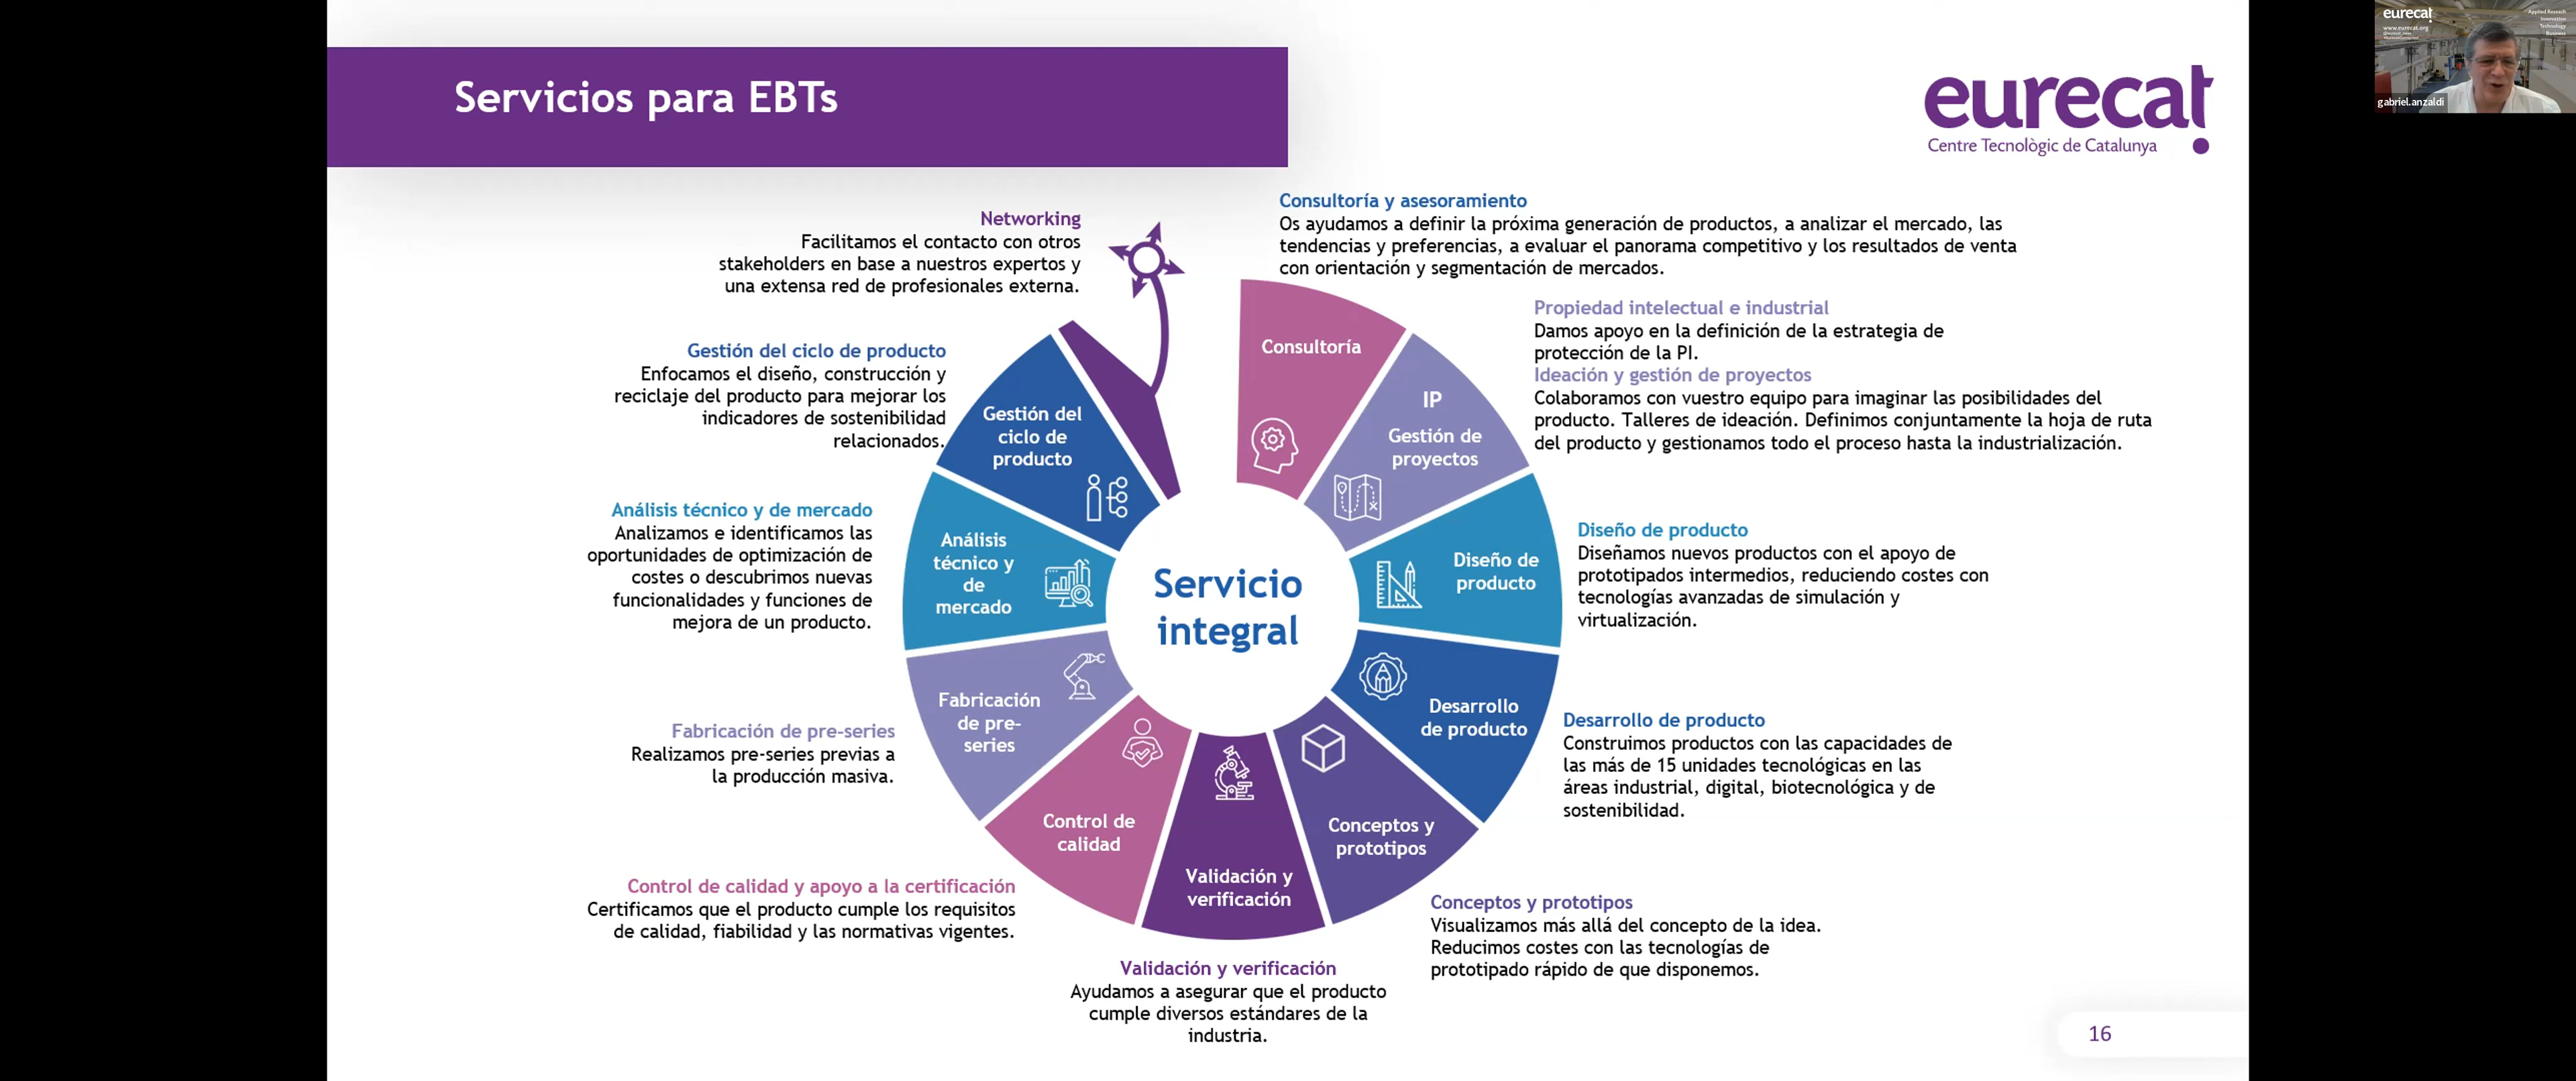 Servicios para EBTs
eurecat
Centre Tecnològic de Catalunya
eurecat
www.eurecat.org
Innovation
Technology
Business
gabriel.anzaldi
Networking
Facilitamos el contacto con otros
stakeholders en base a nuestros expertos y
una extensa red de profesionales externa.
Consultoría y asesoramiento
Os ayudamos a definir la próxima generación de productos, a analizar el mercado, las
tendencias y preferencias, a evaluar el panorama competitivo y los resultados de venta
con orientación y segmentación de mercados.
Propiedad intelectual e industrial
Damos apoyo en la definición de la estrategia de
protección de la PI.
Ideación y gestión de proyectos
Colaboramos con vuestro equipo para imaginar las posibilidades del
producto. Talleres de ideación. Definimos conjuntamente la hoja de ruta
del producto y gestionamos todo el proceso hasta la industrialización.
Diseño de producto
Diseñamos nuevos productos con el apoyo de
prototipados intermedios, reduciendo costes con
tecnologías avanzadas de simulación y
virtualización.
Desarrollo de producto
Construimos productos con las capacidades de
las más de 15 unidades tecnológicas en las
áreas industrial, digital, biotecnológica y de
sostenibilidad.
Conceptos y prototipos
Visualizamos más allá del concepto de la idea.
Reducimos costes con las tecnologías de
prototipado rápido de que disponemos.
Validación y verificación
Ayudamos a asegurar que el producto
cumple diversos estándares de la
industria.
Control de calidad y apoyo a la certificación
Certificamos que el producto cumple los requisitos
de calidad, fiabilidad y las normativas vigentes.
Fabricación de pre-series
Realizamos pre-series previas a
la producción masiva.
Análisis técnico y de mercado
Analizamos e identificamos las
oportunidades de optimización de
costes o descubrimos nuevas
funcionalidades y funciones de
mejora de un producto.
Gestión del ciclo de producto
Enfocamos el diseño, construcción y
reciclaje del producto para mejorar los
indicadores de sostenibilidad
relacionados.
Consultoría
IP
Gestión de
proyectos
Diseño de
producto
Desarrollo
de producto
Conceptos y
prototipos
Validación y
verificación
Control de
calidad
Fabricación
de pre-
series
Análisis
técnico y
de
mercado
Gestión del
ciclo de
producto
Servicio
integral
16